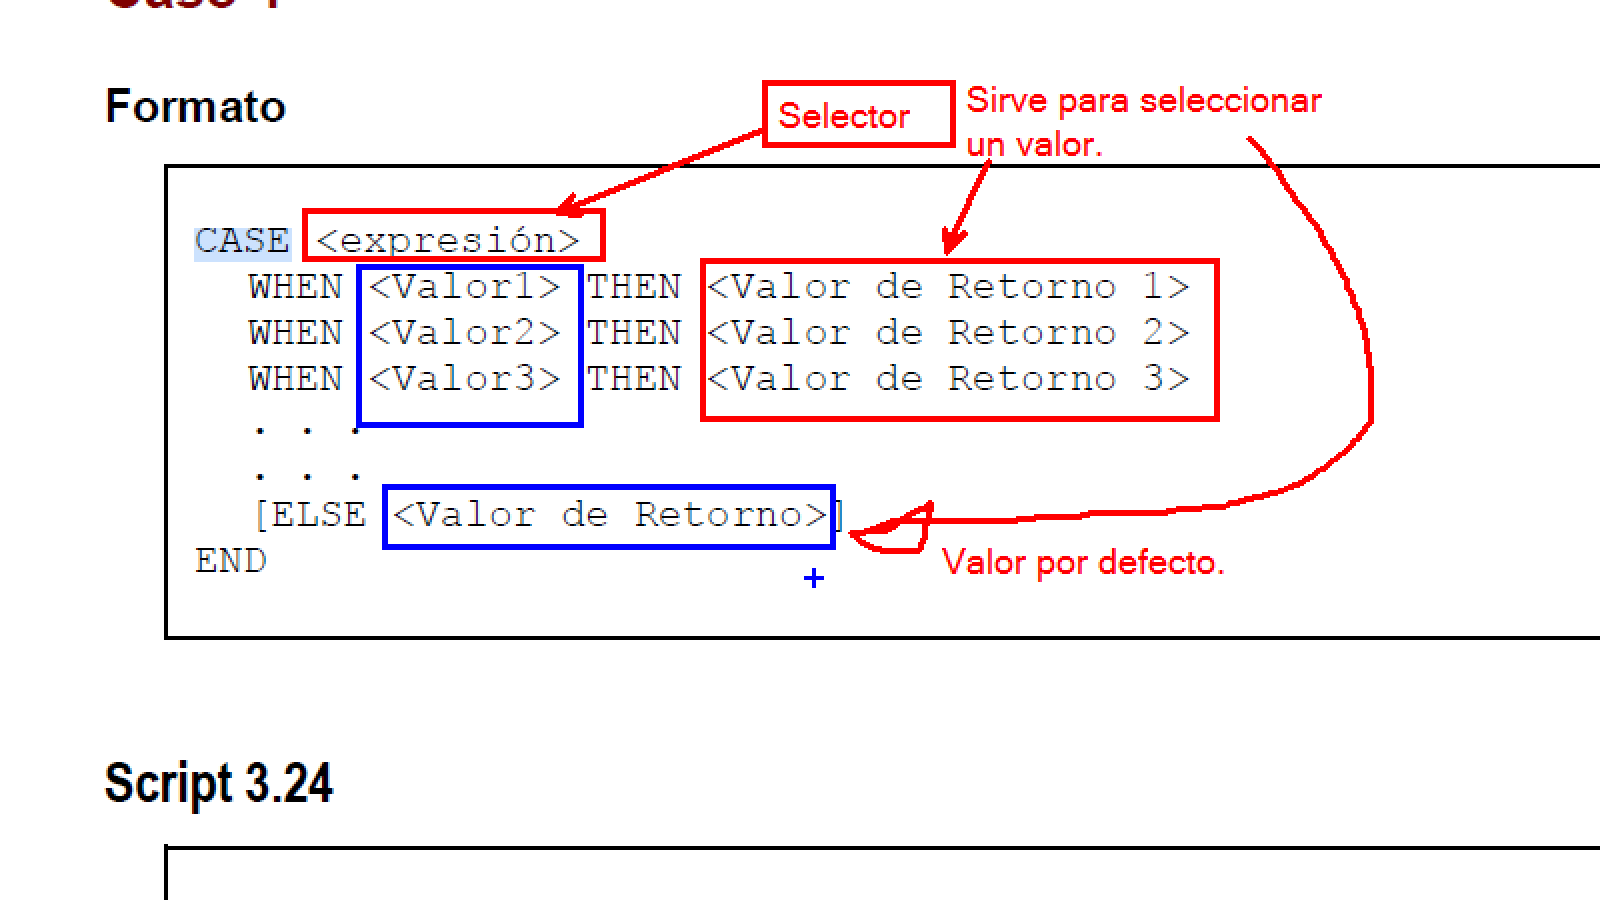 Formato
Selector
Sirve para seleccionar
un valor.
CASE <expresión>
WHEN <Valor1> THEN <Valor de Retorno 1>
WHEN <Valor2> THEN <Valor de Retorno 2>
WHEN <Valor3> THEN <Valor de Retorno 3>
. . .
. . .
[ELSE <Valor de Retorno>]
Valor por defecto.
END
Script 3.24